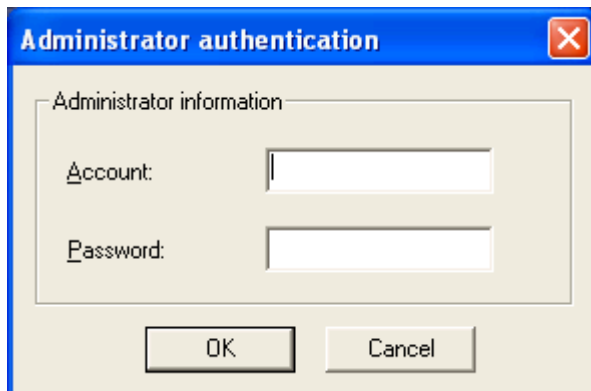 Administrator authentication
Administrator information
Account:
Password:
OK Cancel